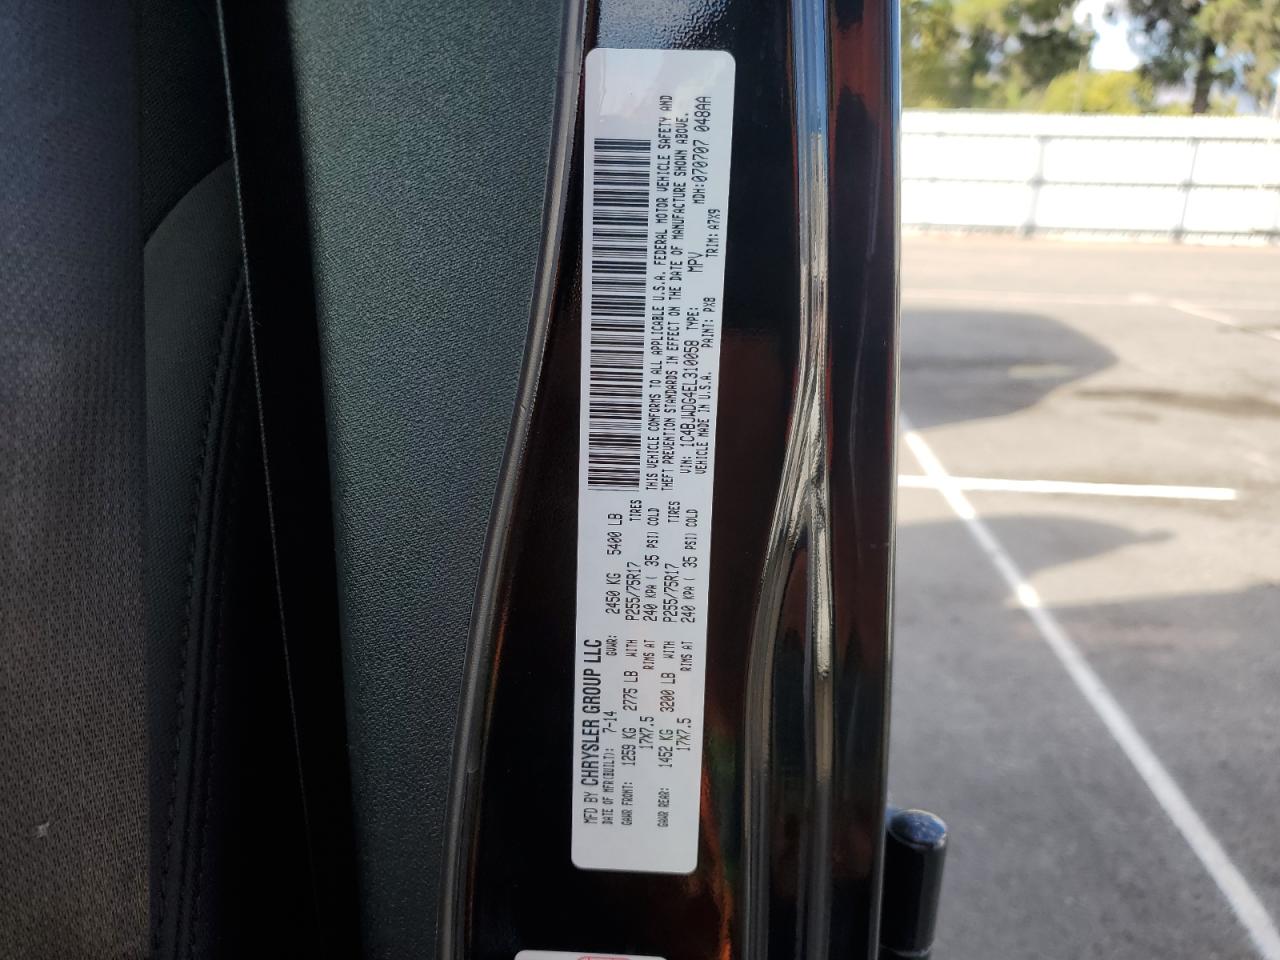 MFD BY CHRYSLER GROUP LLC
DATE OF MFR(BUILT): 7-14 GVWR: 2450 KG 5400 LB
GAWR FRONT: 1259 KG 2775 LB WITH P255/75R17 TIRES
17X7.5 RIMS AT 240 KPA ( 35 PSI) COLD
GAWR REAR: 1452 KG 3200 LB WITH P255/75R17 TIRES
17X7.5 RIMS AT 240 KPA ( 35 PSI) COLD
THIS VEHICLE CONFORMS TO ALL APPLICABLE U.S.A. FEDERAL MOTOR VEHICLE SAFETY AND
THEFT PREVENTION STANDARDS IN EFFECT ON THE DATE OF MANUFACTURE SHOWN ABOVE.
VIN: 1C4BJWDG4EL310058 TYPE: MPV MDH:070707 048AA
VEHICLE MADE IN U.S.A. PAINT: PX8 TRIM: A7X9